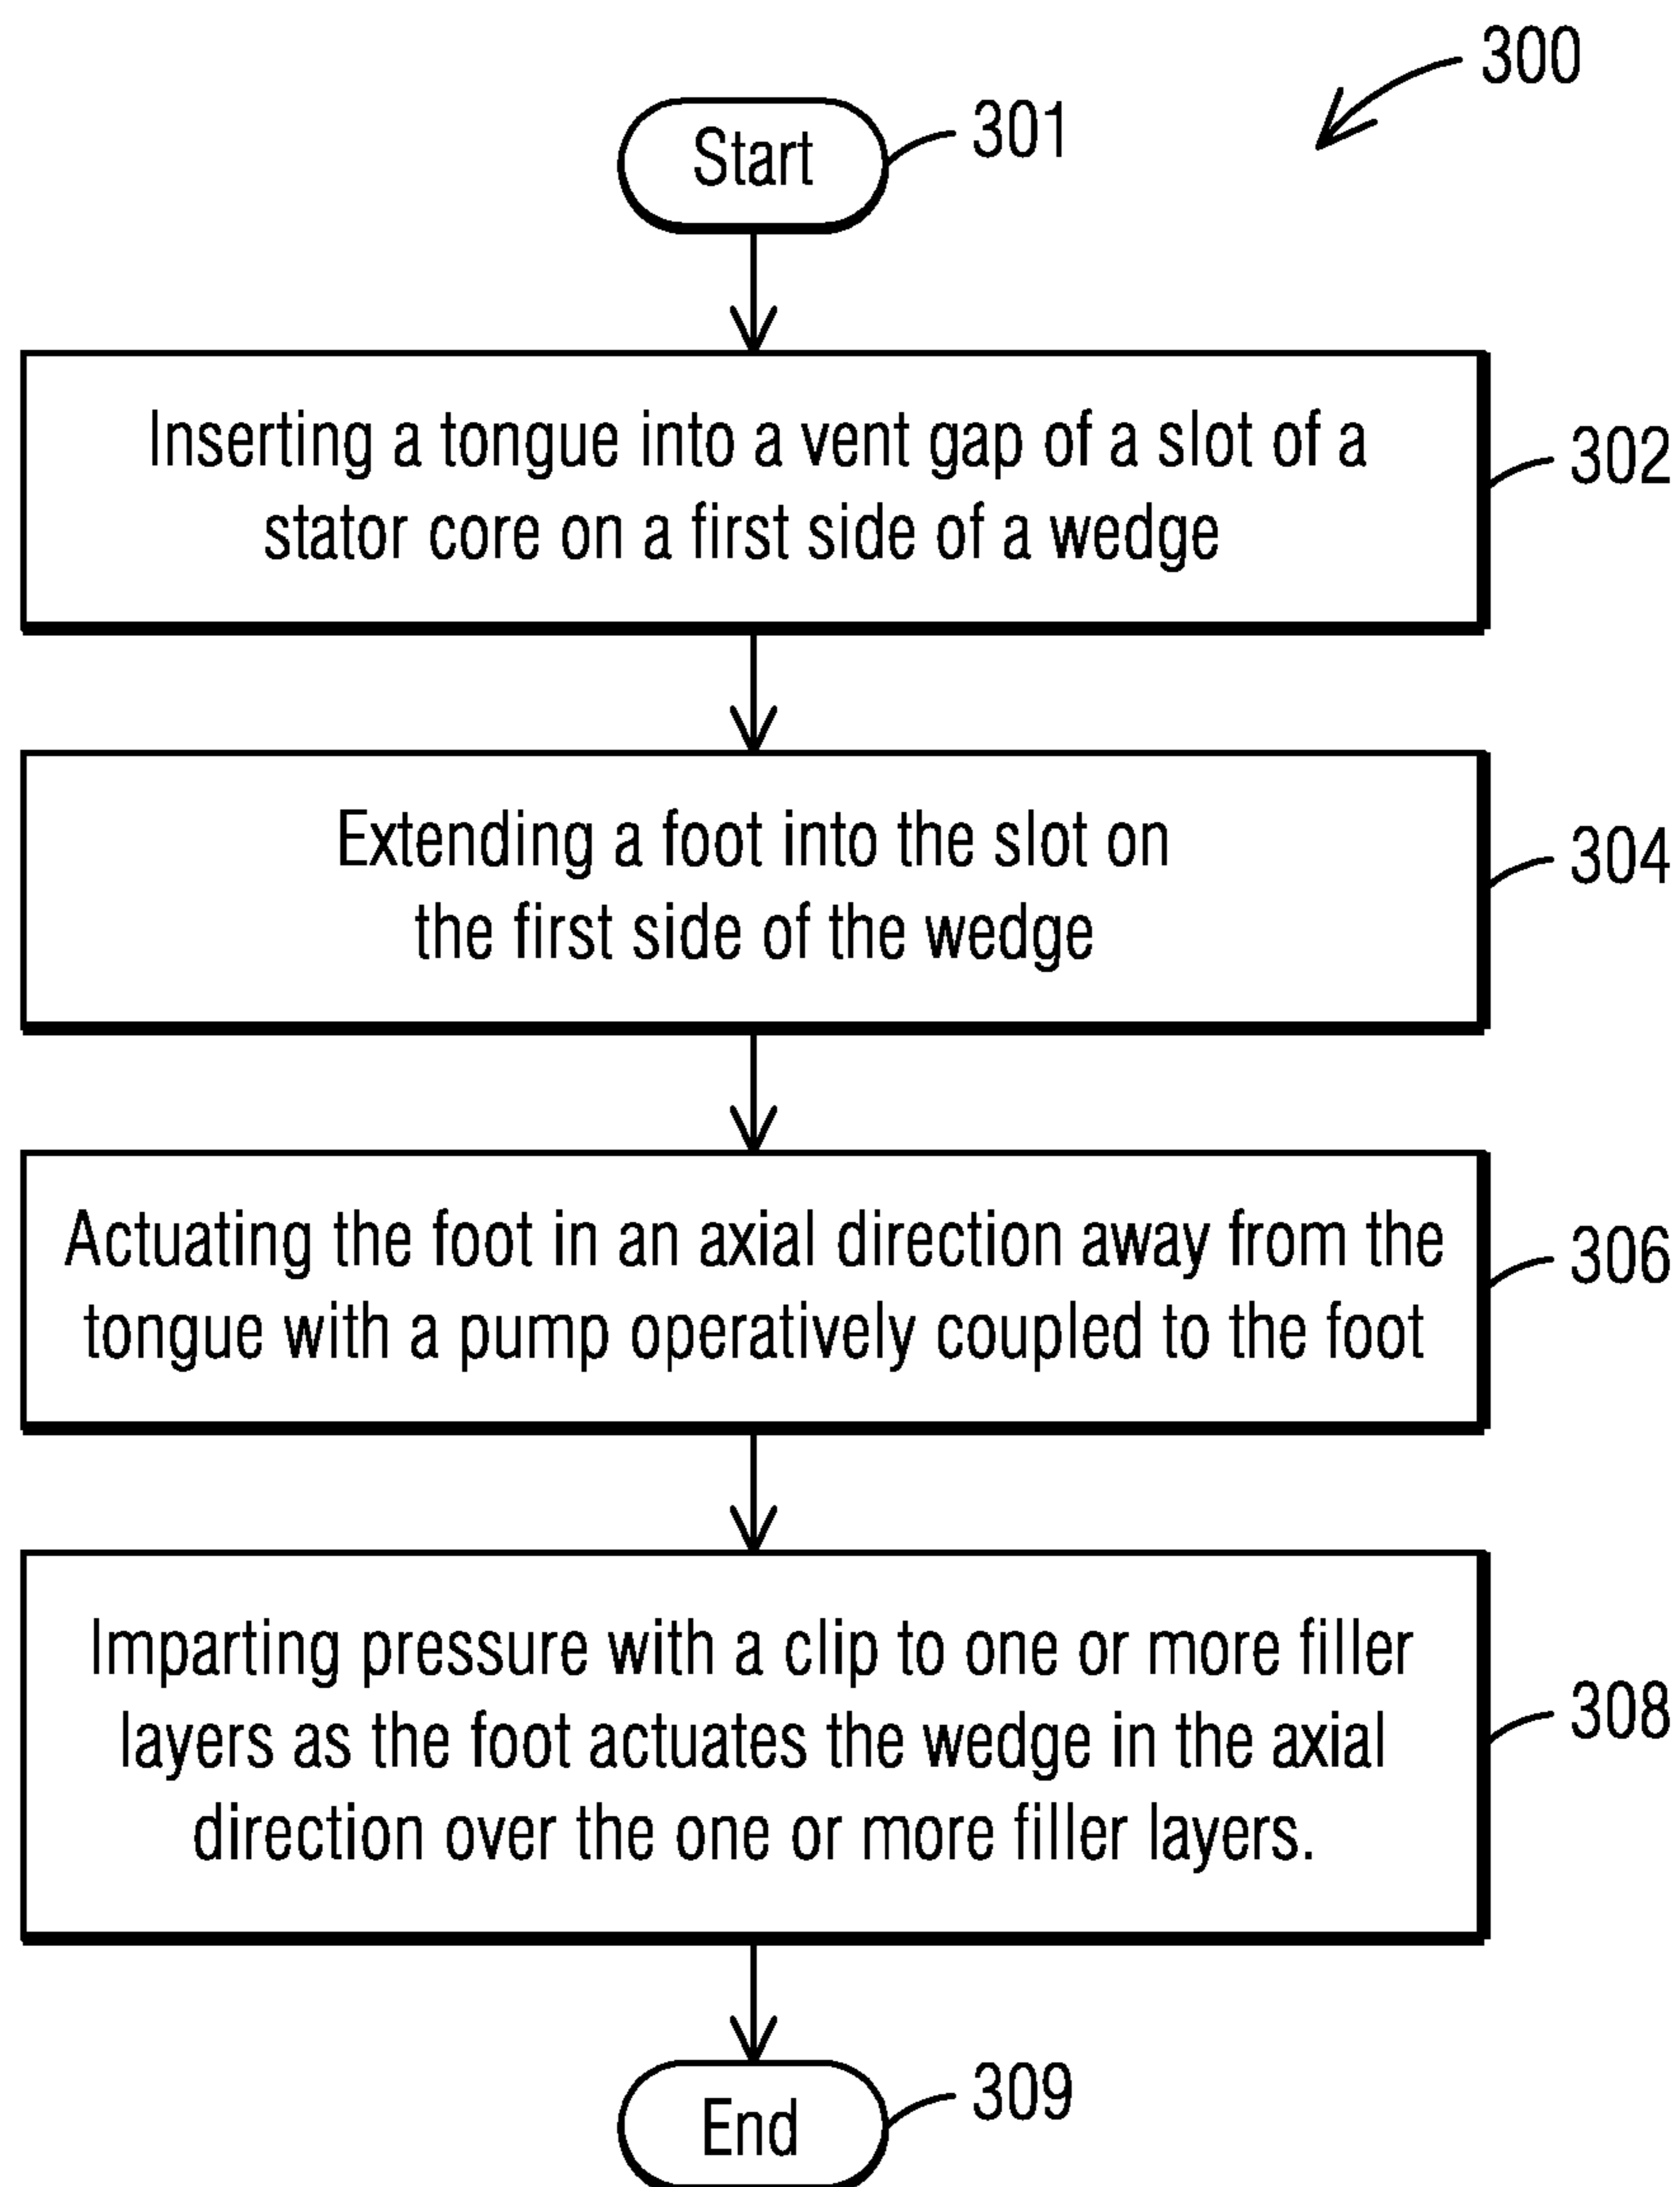 300
Start
301
Inserting a tongue into a vent gap of a slot of a
stator core on a first side of a wedge
302
Extending a foot into the slot on
the first side of the wedge
304
Actuating the foot in an axial direction away from the
tongue with a pump operatively coupled to the foot
306
Imparting pressure with a clip to one or more filler
layers as the foot actuates the wedge in the axial
direction over the one or more filler layers.
308
End
309